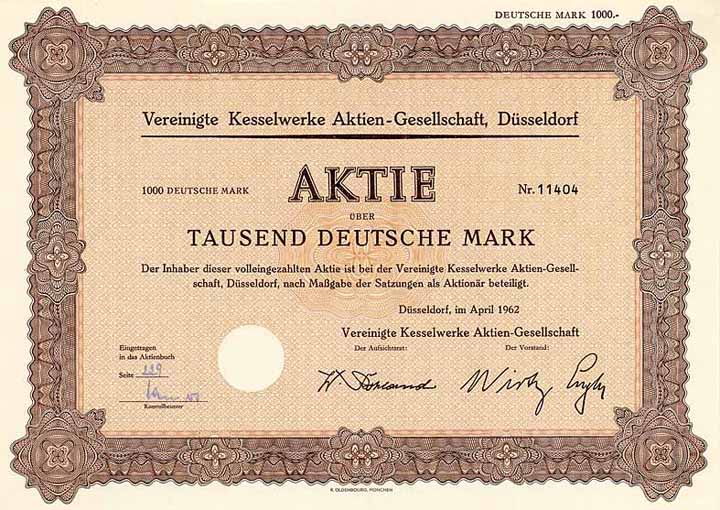 DEUTSCHE MARK 1000.-
Vereinigte Kesselwerke Aktien-Gesellschaft, Düsseldorf
1000 DEUTSCHE MARK
AKTIE
Nr. 11404
ÜBER
TAUSEND DEUTSCHE MARK
Der Inhaber dieser volleingezahlten Aktie ist bei der Vereinigte Kesselwerke Aktien-Gesell-
schaft, Düsseldorf, nach Maßgabe der Satzungen als Aktionär beteiligt.
Düsseldorf, im April 1962
Vereinigte Kesselwerke Aktien-Gesellschaft
Der Aufsichtsrat:
Der Vorstand:
Eingetragen
in das Aktienbuch
Seite
Kontrollbeamter
R. OLDENBOURG, MÜNCHEN